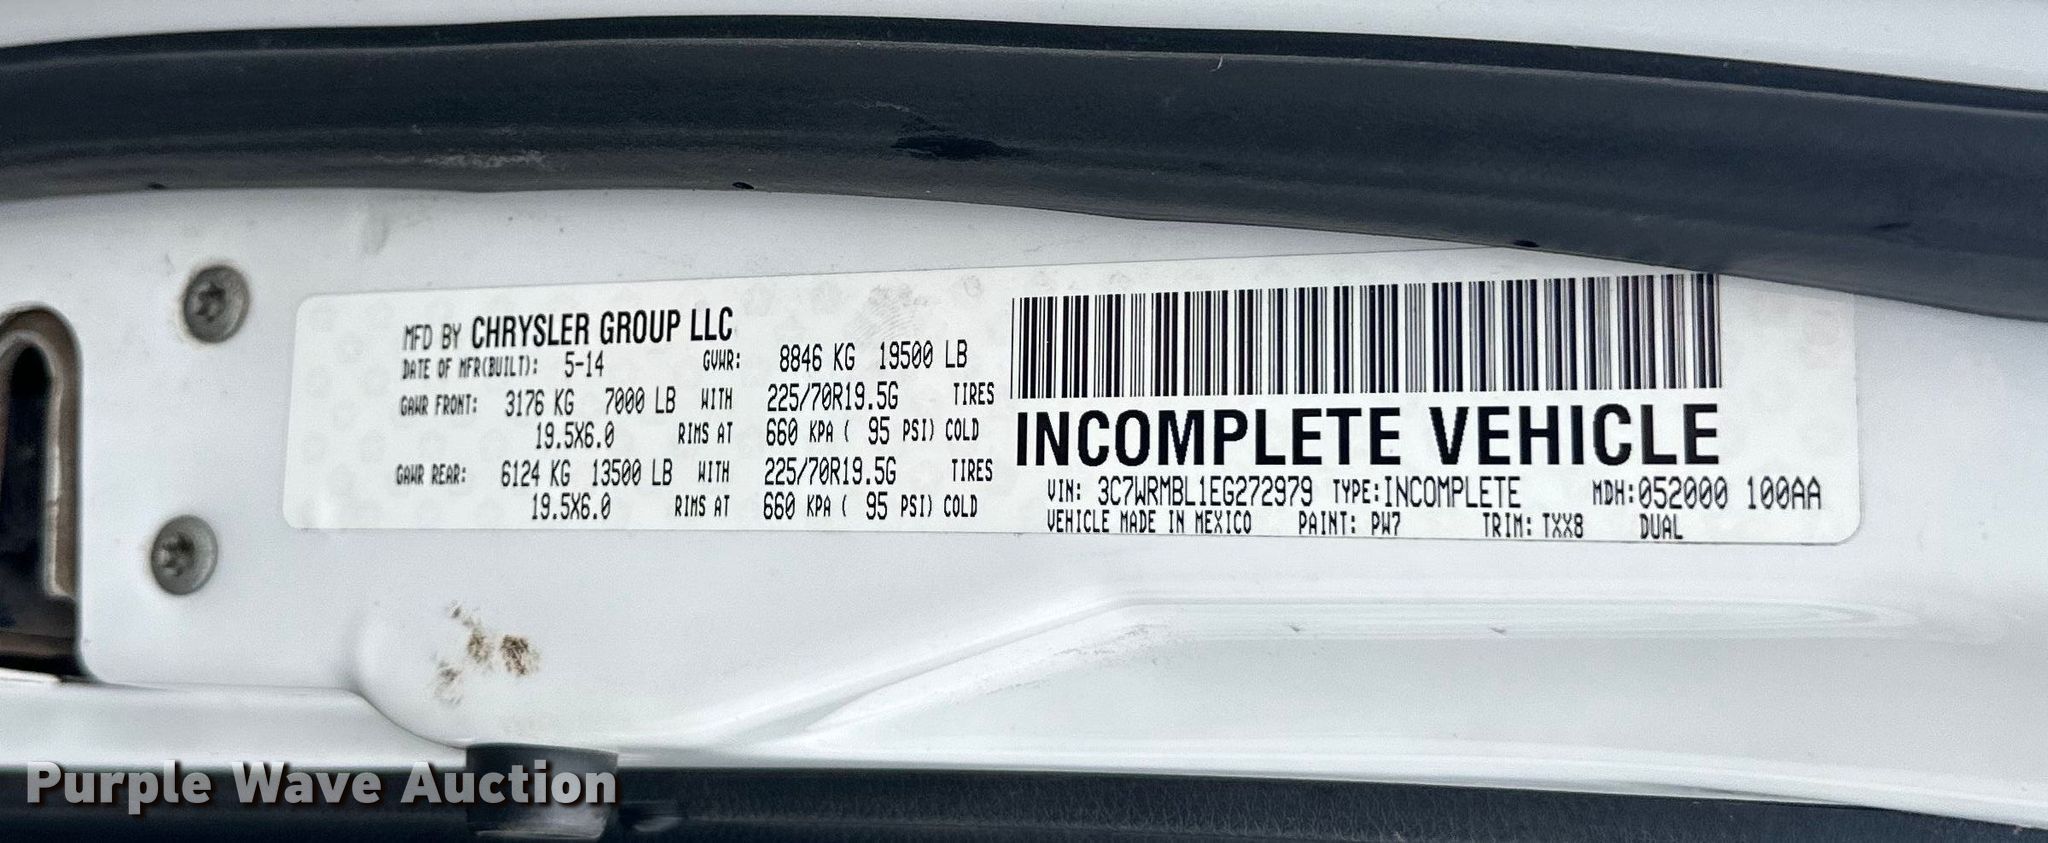 MFD BY CHRYSLER GROUP LLC
DATE OF MFR(BUILT): 5-14 GVWR: 8846 KG 19500 LB
GAWR FRONT: 3176 KG 7000 LB WITH 225/70R19.5G TIRES
19.5X6.0 RIMS AT 660 KPA ( 95 PSI) COLD
GAWR REAR: 6124 KG 13500 LB WITH 225/70R19.5G TIRES
19.5X6.0 RIMS AT 660 KPA ( 95 PSI) COLD
INCOMPLETE VEHICLE
VIN: 3C7WRMBL1EG272979 TYPE:INCOMPLETE MDH:052000 100AA
VEHICLE MADE IN MEXICO PAINT: PW7 TRIM: TXX8 DUAL
Purple Wave Auction